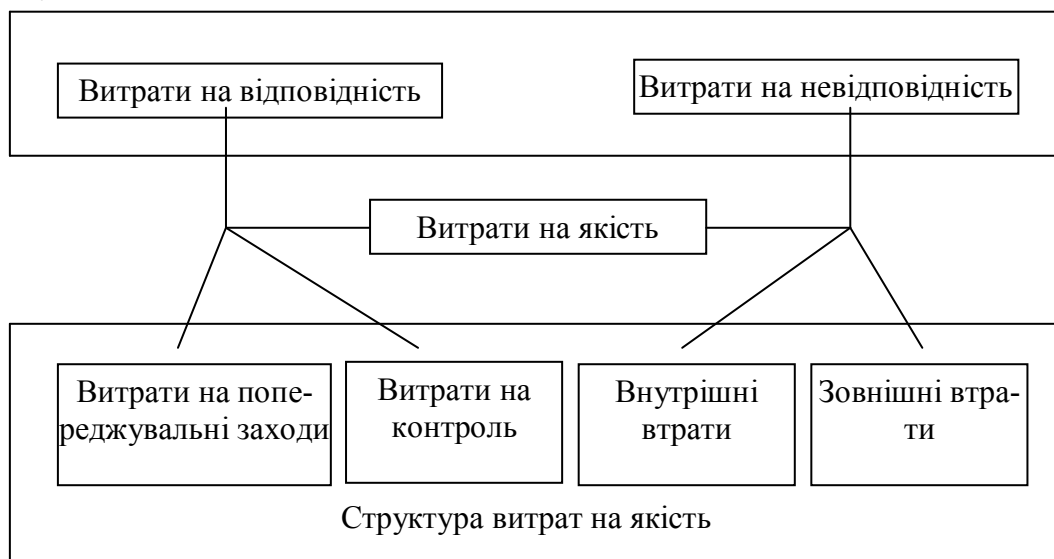 Витрати на відповідність
Витрати на невідповідність
Витрати на якість
Витрати на попе-
реджувальні заходи
Витрати на
контроль
Внутрішні
втрати
Зовнішні втра-
ти
Структура витрат на якість